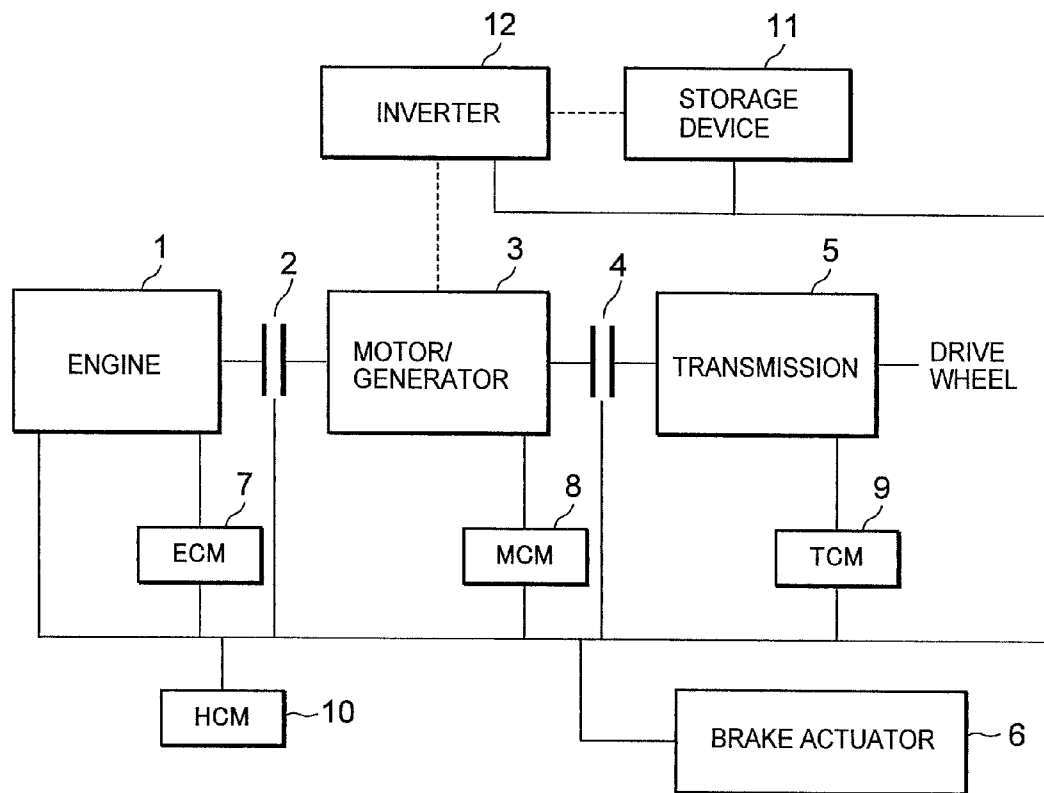 12
11
INVERTER
STORAGE
DEVICE
1
2
3
4
5
ENGINE
MOTOR/
GENERATOR
TRANSMISSION
DRIVE
WHEEL
7
8
9
ECM
MCM
TCM
HCM
10
BRAKE ACTUATOR
6